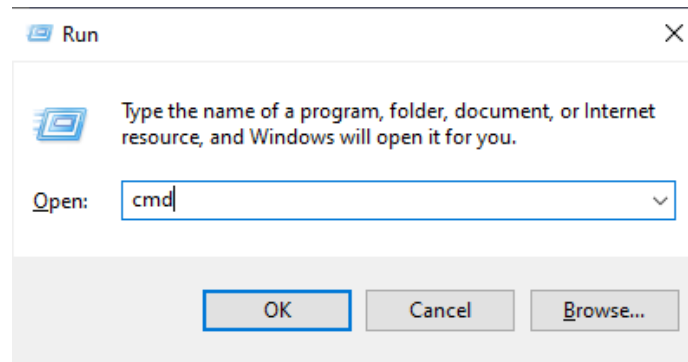 Run
Type the name of a program, folder, document, or Internet
resource, and Windows will open it for you.
Open: cmd
OK Cancel Browse...